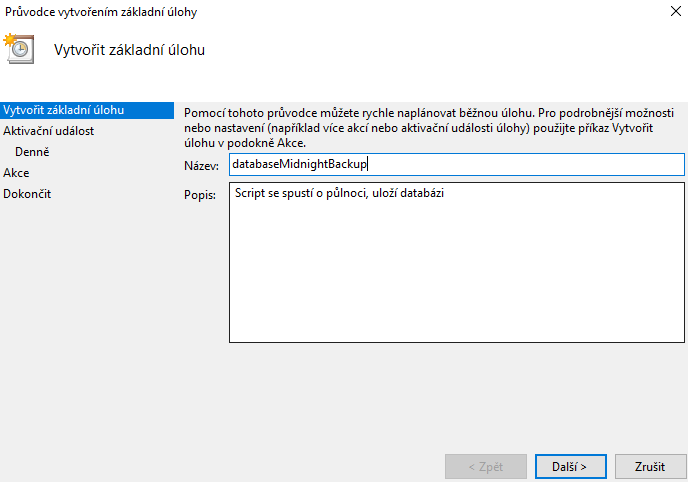 Průvodce vytvořením základní úlohy
Vytvořit základní úlohu
Vytvořit základní úlohu
Aktivační událost
Denně
Akce
Dokončit
Pomocí tohoto průvodce můžete rychle naplánovat běžnou úlohu. Pro podrobnější možnosti
nebo nastavení (například více akcí nebo aktivační události úlohy) použijte příkaz Vytvořit
úlohu v podokně Akce.
Název: databaseMidnightBackup
Popis: Script se spustí o půlnoci, uloží databázi
< Zpět Další > Zrušit